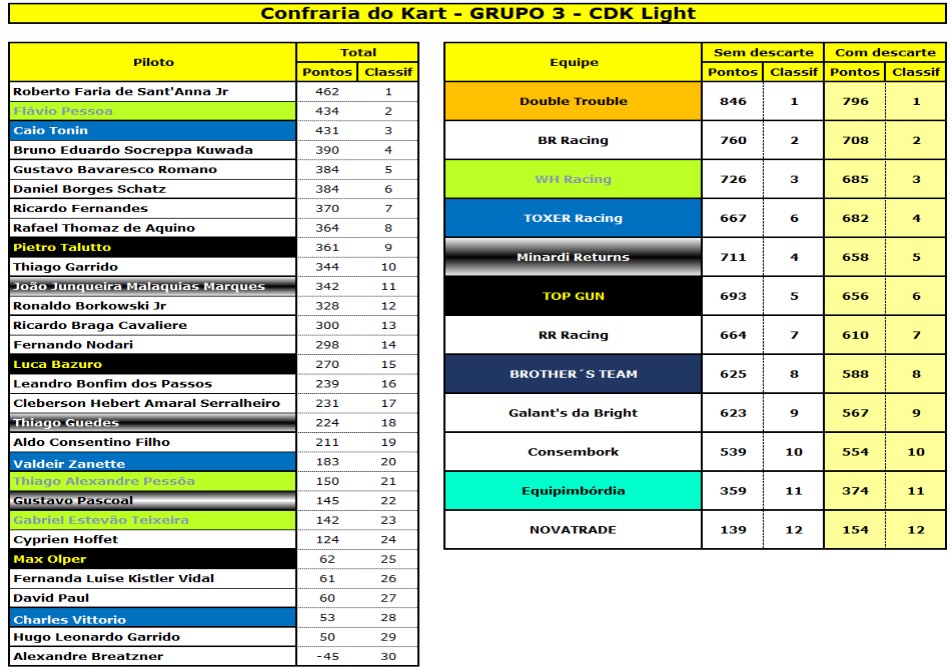 Confraria do Kart - GRUPO 3 - CDK Light
Piloto Total
Pontos Classif
Roberto Faria de Sant'Anna Jr 462 1
Flávio Pessoa 434 2
Caio Tonin 431 3
Bruno Eduardo Socreppa Kuwada 390 4
Gustavo Bavaresco Romano 384 5
Daniel Borges Schatz 384 6
Ricardo Fernandes 370 7
Rafael Thomaz de Aquino 364 8
Pietro Talutto 361 9
Thiago Garrido 344 10
João Junqueira Malaquias Marques 342 11
Ronaldo Borkowski Jr 328 12
Ricardo Braga Cavaliere 300 13
Fernando Nodari 298 14
Luca Bazuro 270 15
Leandro Bonfim dos Passos 239 16
Cleberson Hebert Amaral Serralheiro 231 17
Thiago Guedes 224 18
Aldo Consentino Filho 211 19
Valdeir Zanette 183 20
Thiago Alexandre Pessôa 150 21
Gustavo Pascoal 145 22
Gabriel Estevão Teixeira 142 23
Cyprien Hoffet 124 24
Max Olper 62 25
Fernanda Luise Kistler Vidal 61 26
David Paul 60 27
Charles Vittorio 53 28
Hugo Leonardo Garrido 50 29
Alexandre Breatzner -45 30
Equipe Sem descarte Com descarte
Pontos Classif Pontos Classif
Double Trouble 846 1 796 1
BR Racing 760 2 708 2
WH Racing 726 3 685 3
TOXER Racing 667 6 682 4
Minardi Returns 711 4 658 5
TOP GUN 693 5 656 6
RR Racing 664 7 610 7
BROTHER´S TEAM 625 8 588 8
Galant's da Bright 623 9 567 9
Consembork 539 10 554 10
Equipimbórdia 359 11 374 11
NOVATRADE 139 12 154 12